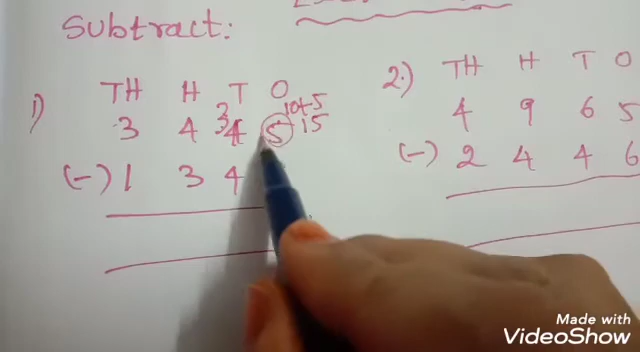 Subtract:
1) TH H T O
3 10+5
3 4 4 5 15
(-) 1 3 4
2.) TH H T O
4 9 6 5
(-) 2 4 4 6
Made with
VideoShow